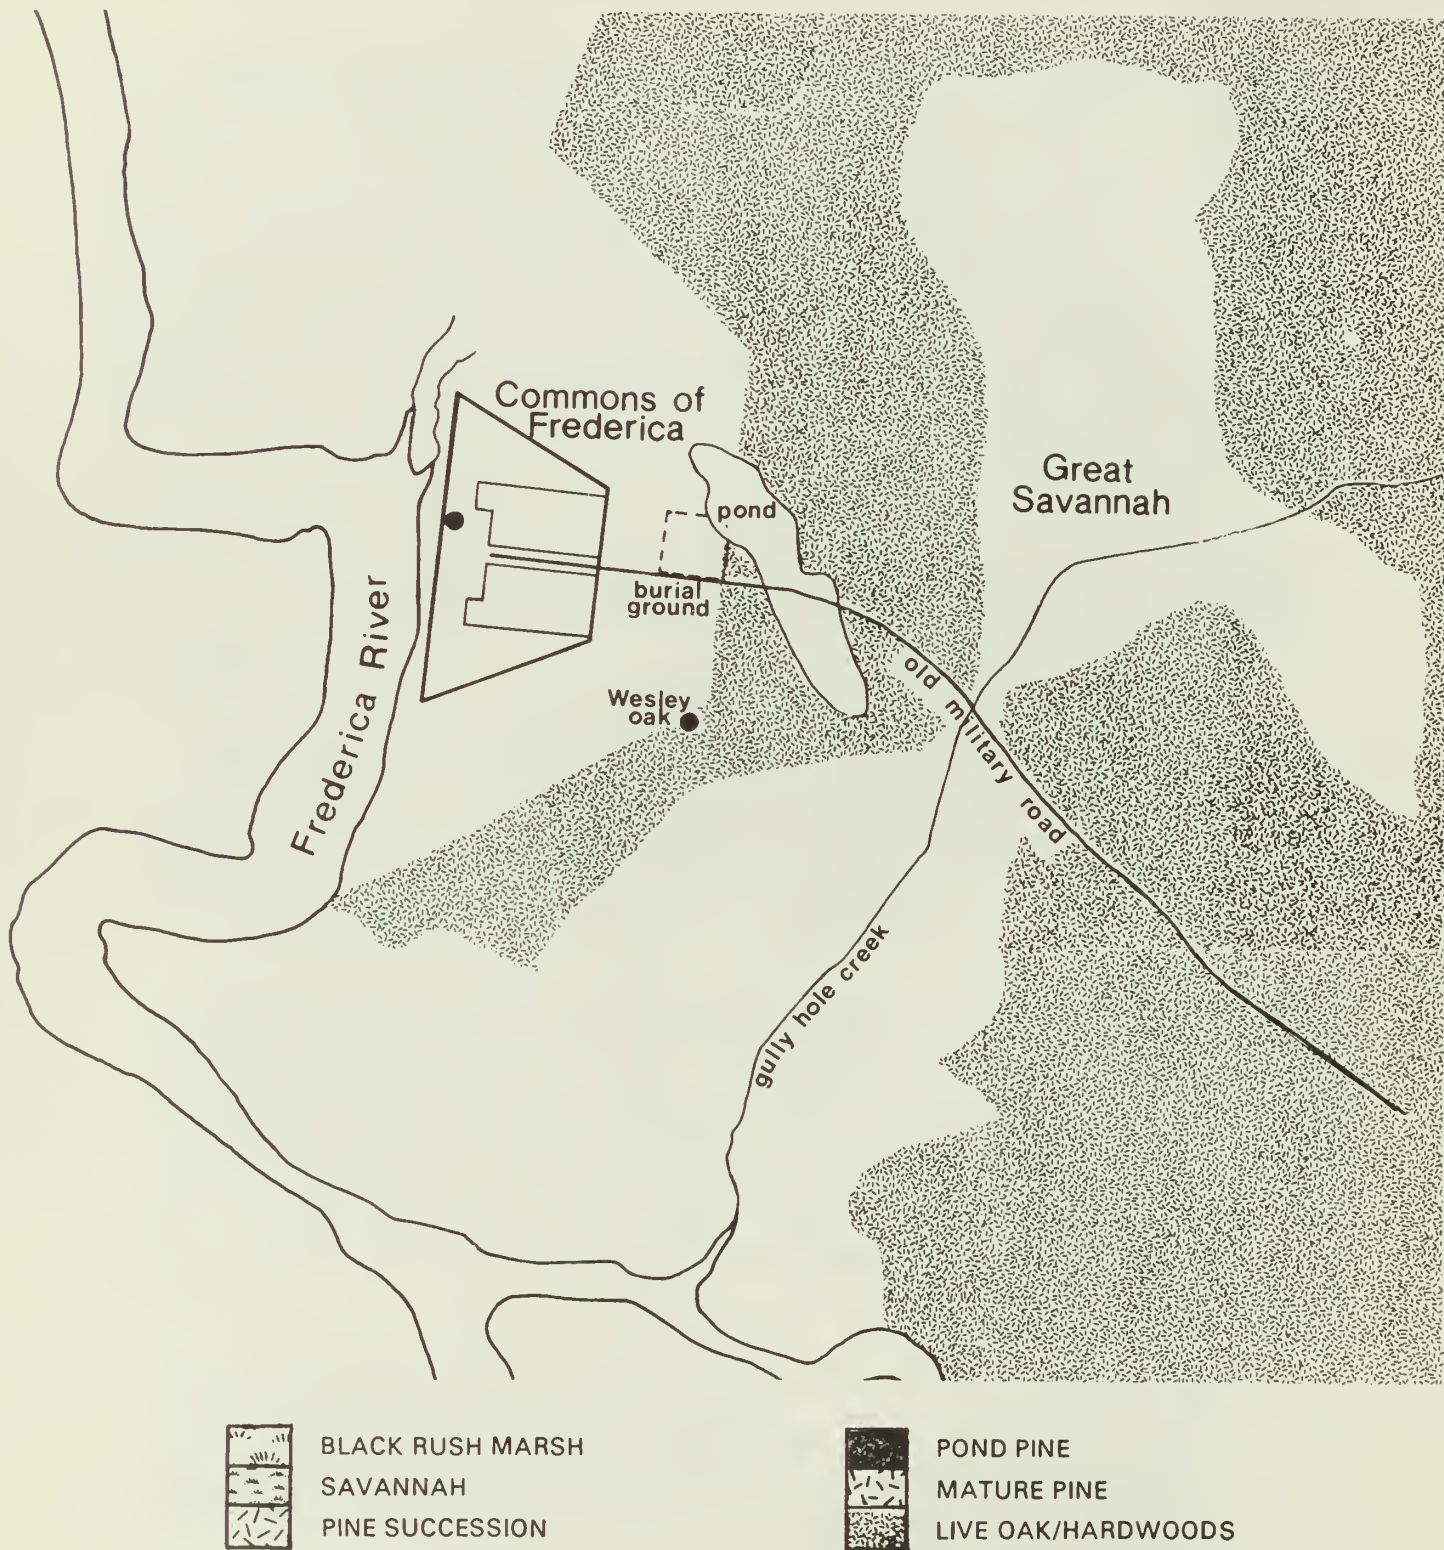 Commons of
Frederica
Great
Savannah
pond
burial
ground
Wesley
oak
Frederica River
old military road
gully hole creek
BLACK RUSH MARSH
SAVANNAH
PINE SUCCESSION
POND PINE
MATURE PINE
LIVE OAK/HARDWOODS